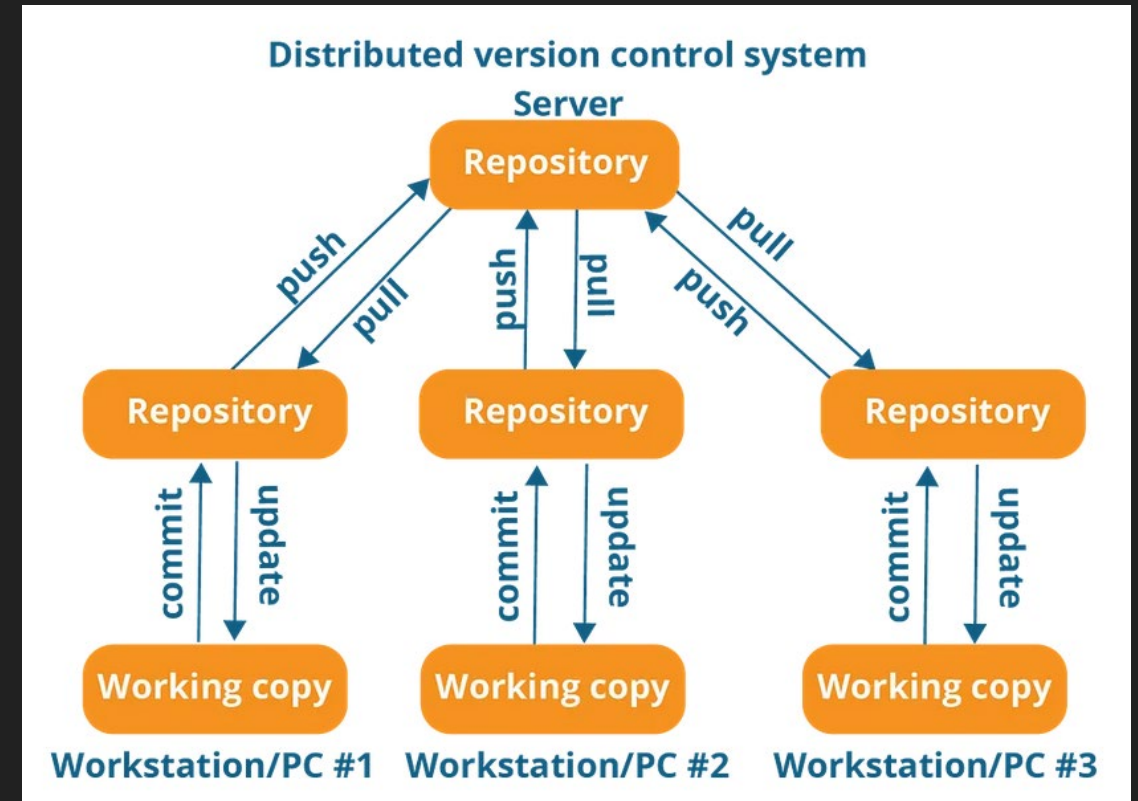 Distributed version control system
Server
Repository
push
pull
push
pull
push
pull
Repository
Repository
Repository
commit
update
commit
update
commit
update
Working copy
Working copy
Working copy
Workstation/PC #1
Workstation/PC #2
Workstation/PC #3